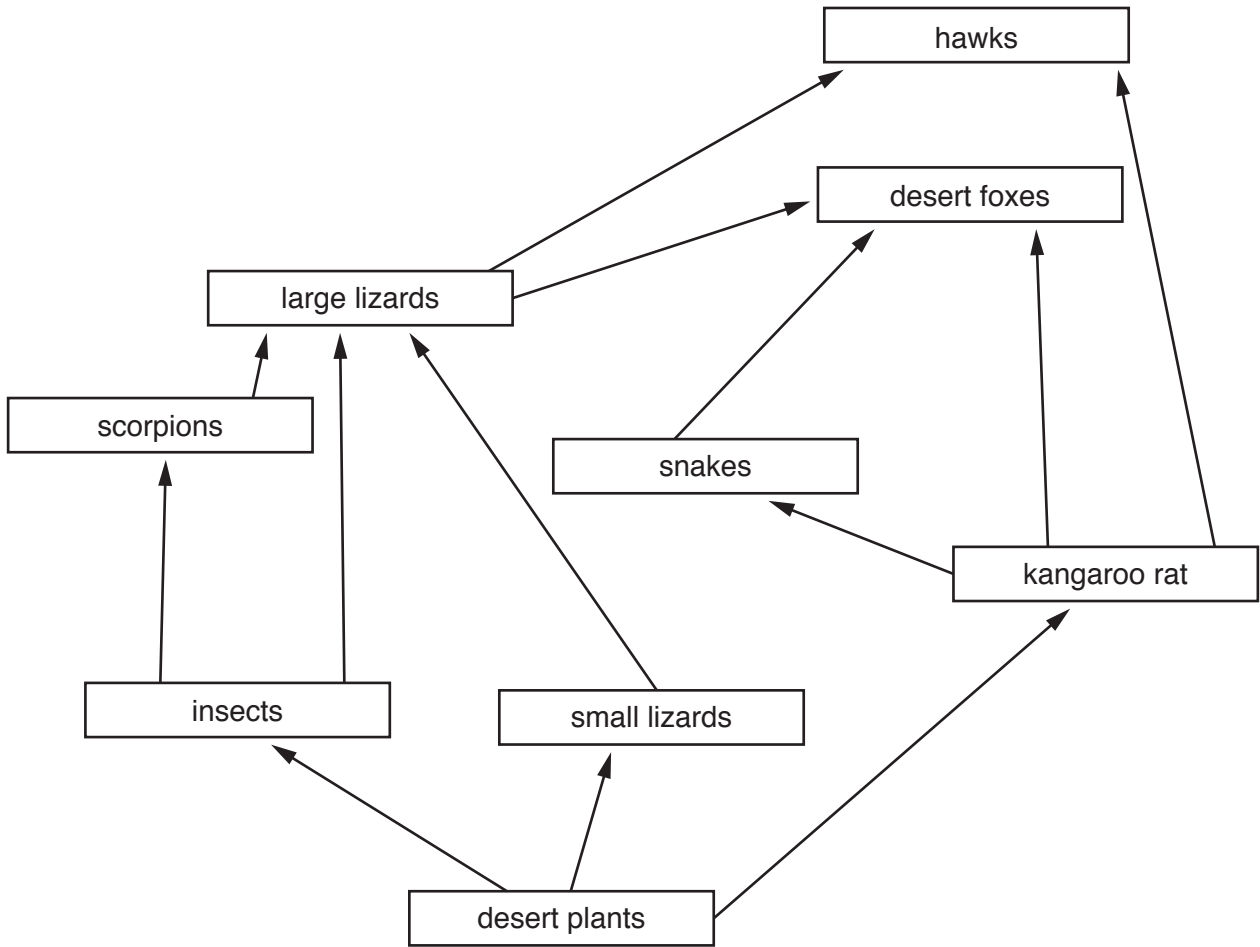 hawks
desert foxes
large lizards
scorpions
snakes
kangaroo rat
insects
small lizards
desert plants